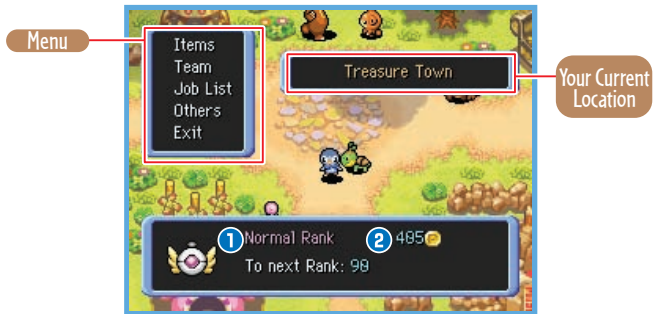 Menu
Items
Team
Job List
Others
Exit
Treasure Town
Your Current
Location
1 Normal Rank 2 485 P
To next Rank: 98